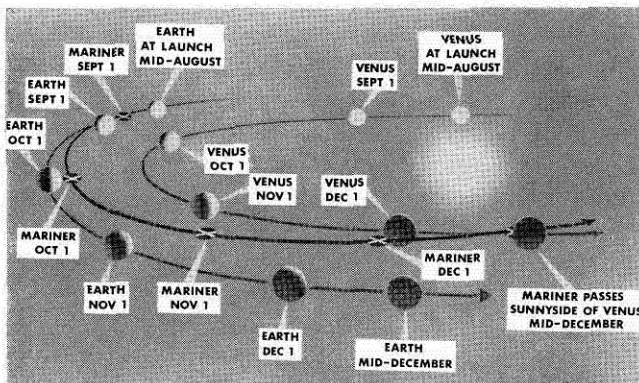 EARTH
AT LAUNCH
MID-AUGUST
MARINER
SEPT 1
EARTH
SEPT 1
EARTH
OCT 1
VENUS
SEPT 1
VENUS
AT LAUNCH
MID-AUGUST
VENUS
OCT 1
VENUS
NOV 1
VENUS
DEC 1
MARINER
OCT 1
EARTH
NOV 1
MARINER
NOV 1
MARINER
DEC 1
EARTH
DEC 1
EARTH
MID-DECEMBER
MARINER PASSES
SUNNYSIDE OF VENUS
MID-DECEMBER